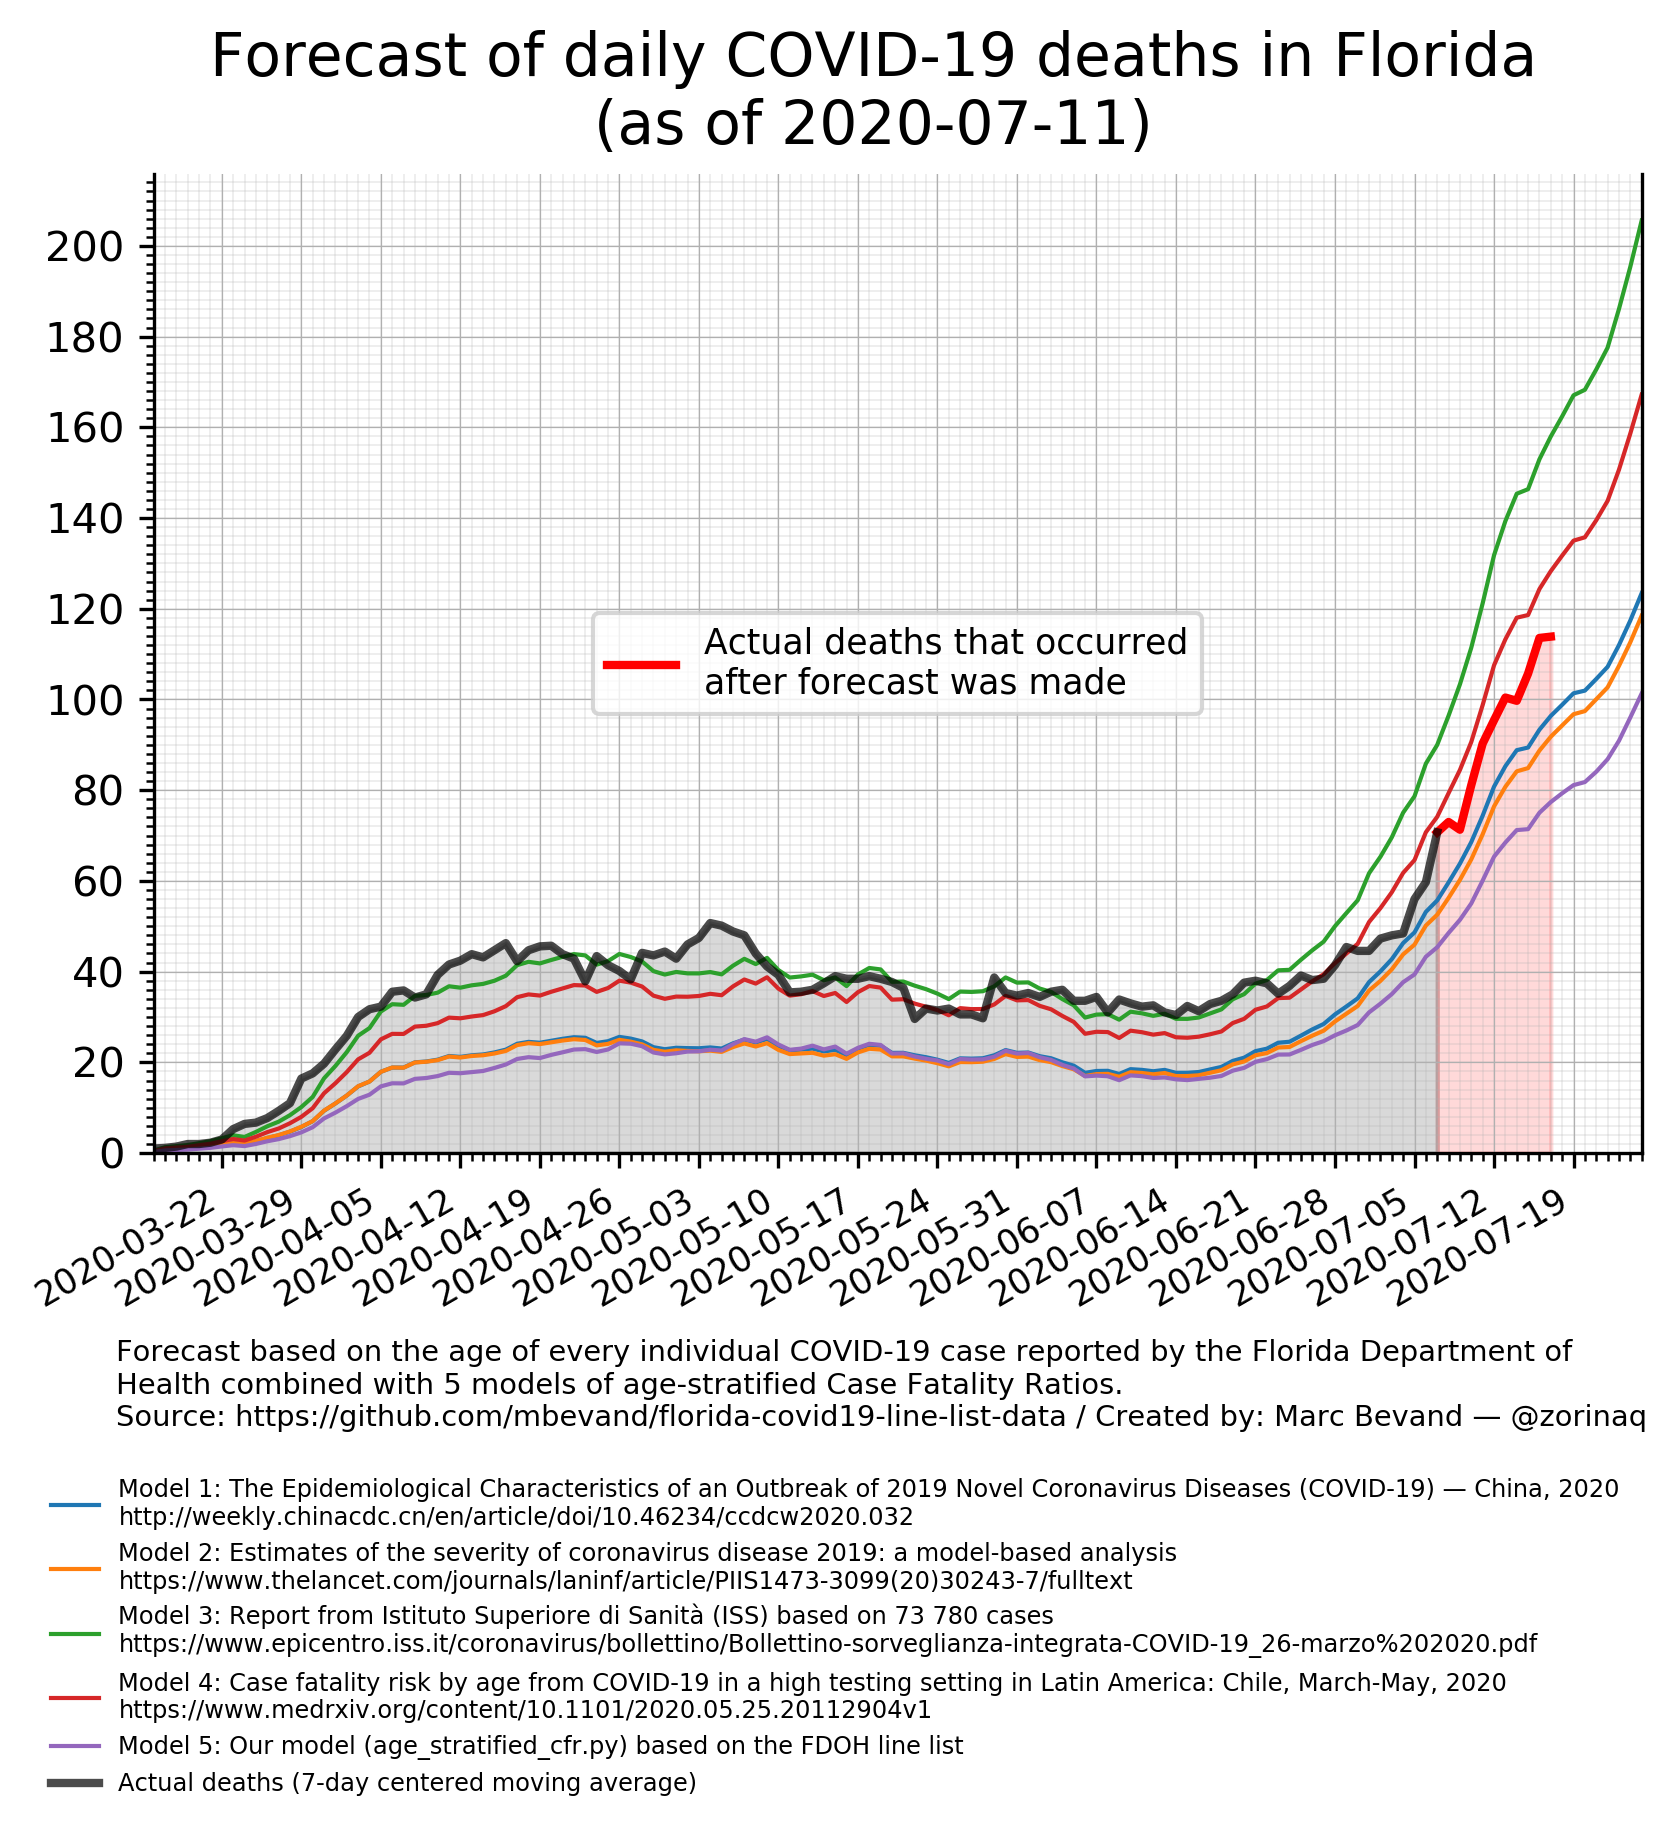 Forecast of daily COVID-19 deaths in Florida
(as of 2020-07-11)
200
180
160
140
120
100
80
60
40
20
0
Actual deaths that occurred
after forecast was made
2020-03-22
2020-03-29
2020-04-05
2020-04-12
2020-04-19
2020-04-26
2020-05-03
2020-05-10
2020-05-17
2020-05-24
2020-05-31
2020-06-07
2020-06-14
2020-06-21
2020-06-28
2020-07-05
2020-07-12
2020-07-19
Forecast based on the age of every individual COVID-19 case reported by the Florida Department of
Health combined with 5 models of age-stratified Case Fatality Ratios.
Source: https://github.com/mbevand/florida-covid19-line-list-data / Created by: Marc Bevand — @zorinaq
Model 1: The Epidemiological Characteristics of an Outbreak of 2019 Novel Coronavirus Diseases (COVID-19) — China, 2020
http://weekly.chinacdc.cn/en/article/doi/10.46234/ccdcw2020.032
Model 2: Estimates of the severity of coronavirus disease 2019: a model-based analysis
https://www.thelancet.com/journals/laninf/article/PIIS1473-3099(20)30243-7/fulltext
Model 3: Report from Istituto Superiore di Sanità (ISS) based on 73 780 cases
https://www.epicentro.iss.it/coronavirus/bollettino/Bollettino-sorveglianza-integrata-COVID-19_26-marzo%202020.pdf
Model 4: Case fatality risk by age from COVID-19 in a high testing setting in Latin America: Chile, March-May, 2020
https://www.medrxiv.org/content/10.1101/2020.05.25.20112904v1
Model 5: Our model (age_stratified_cfr.py) based on the FDOH line list
Actual deaths (7-day centered moving average)